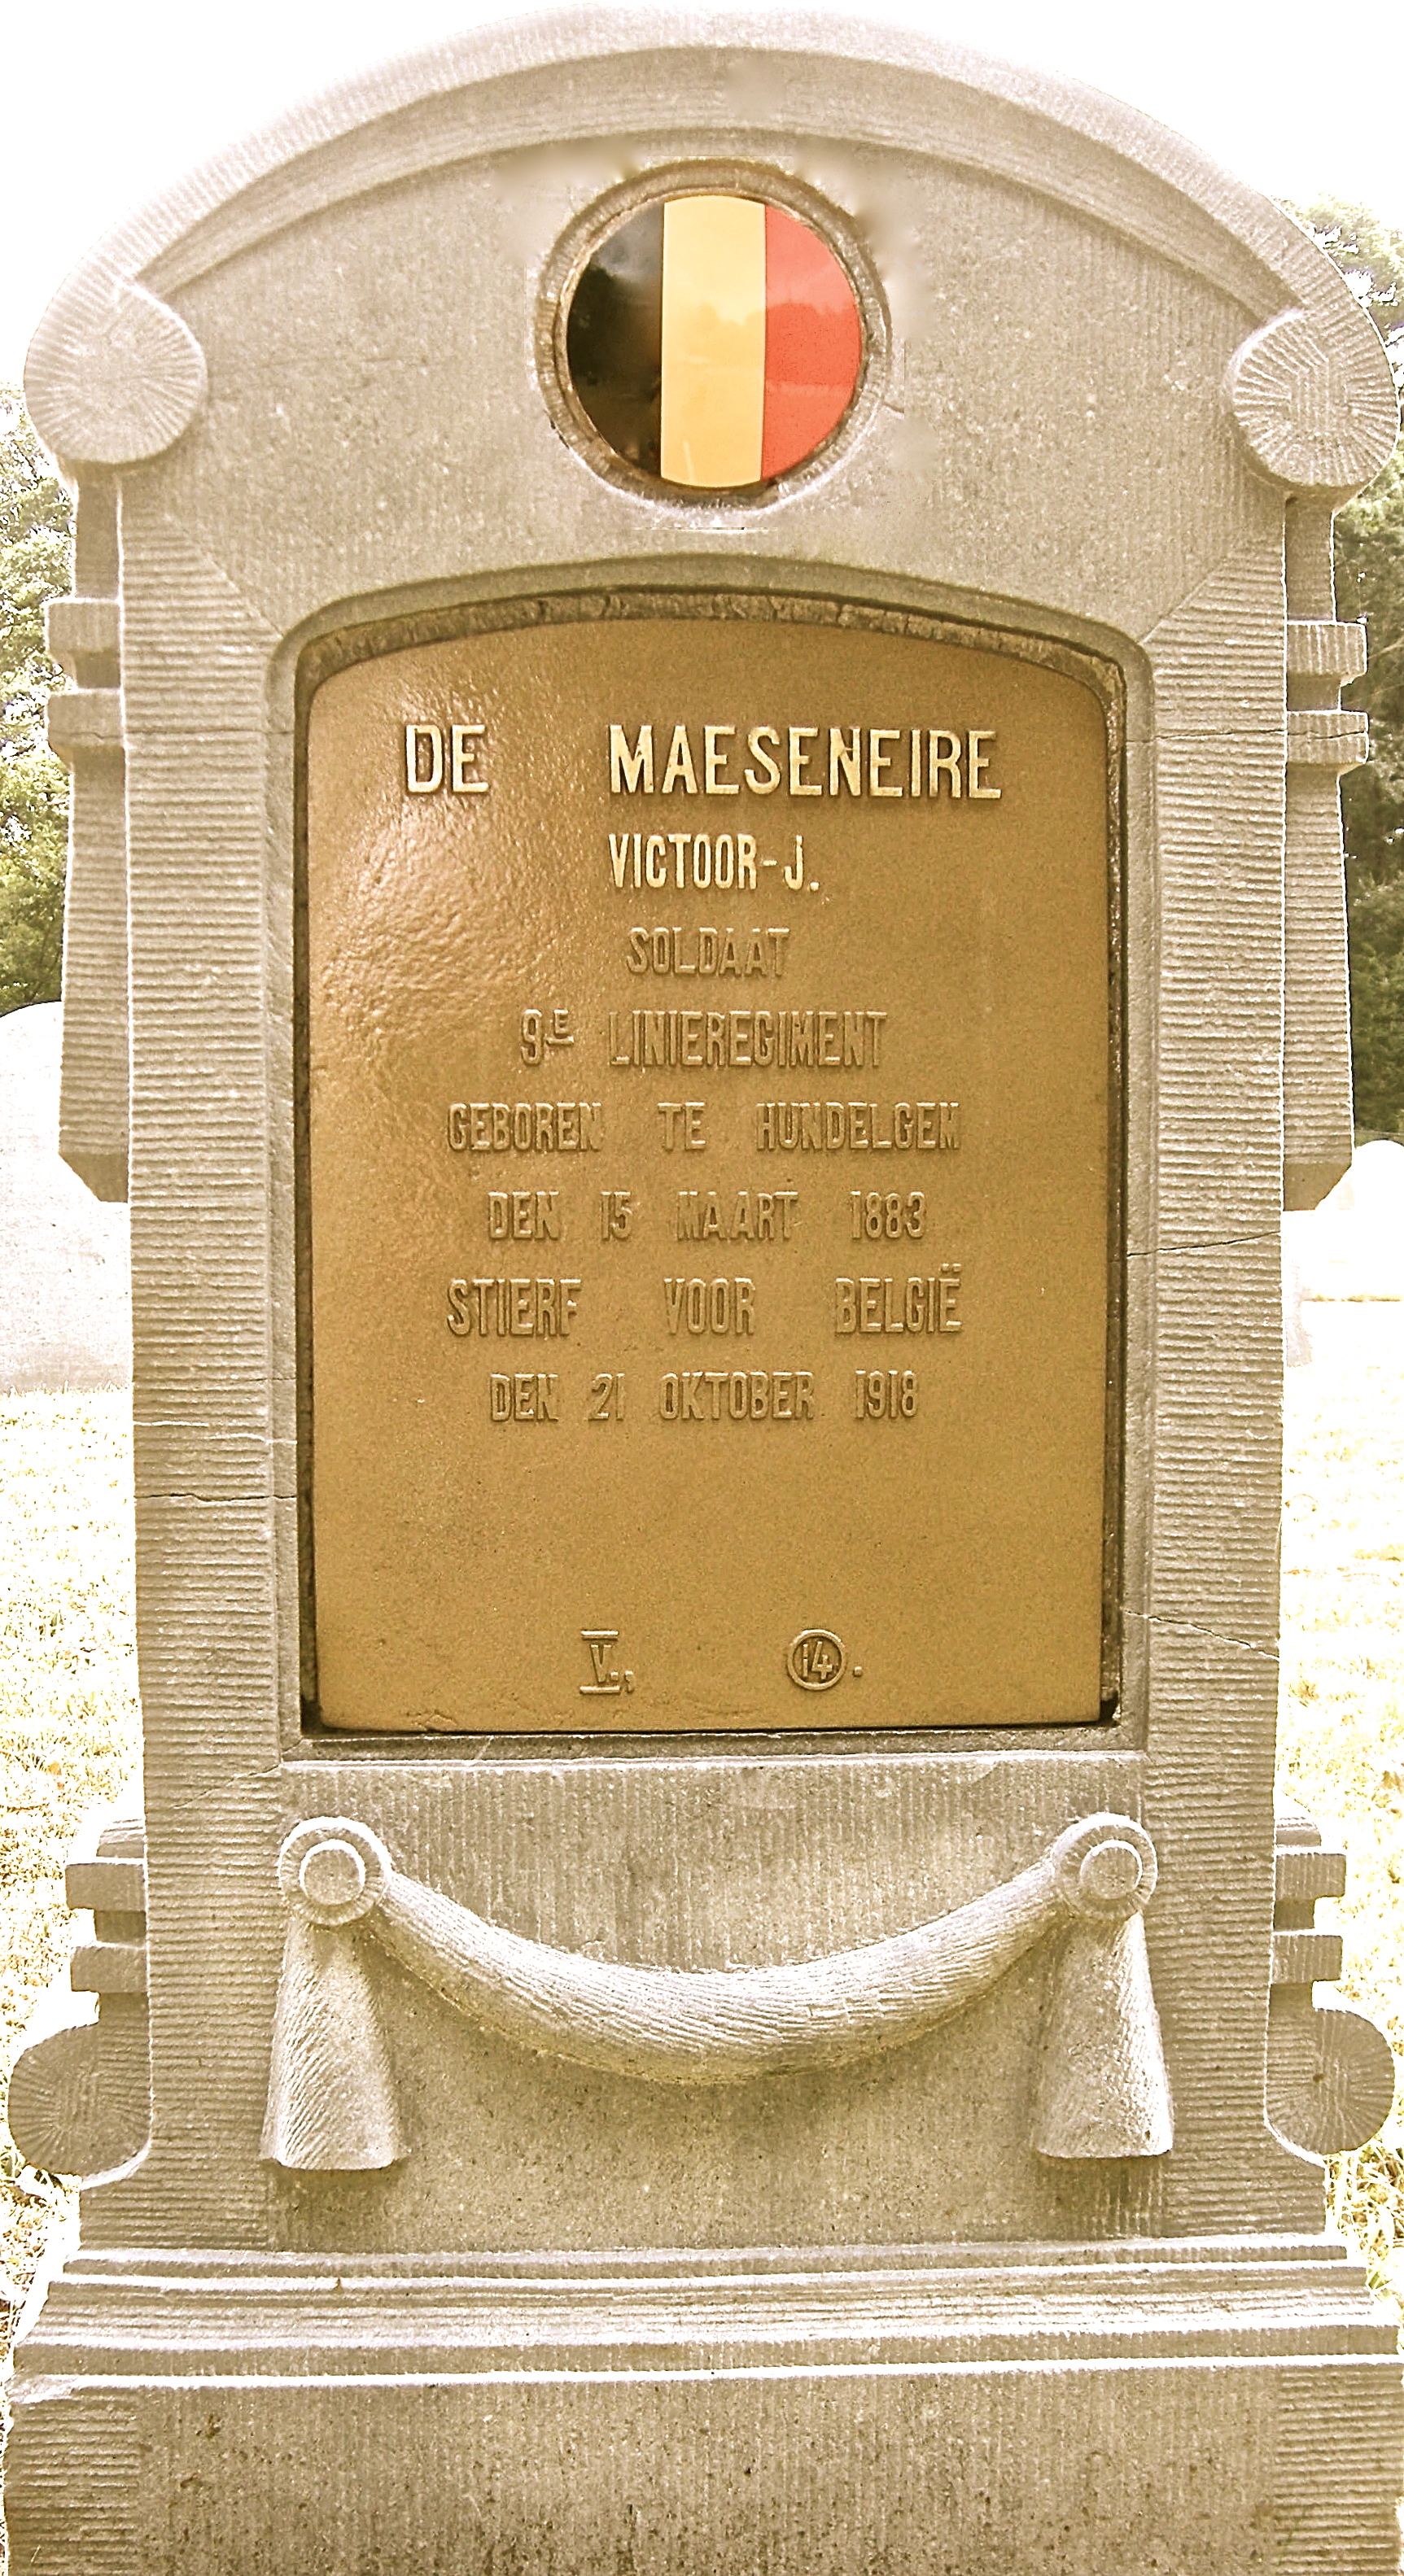 DE MAESENEIRE
VICTOOR-J.
SOLDAAT
9E LINIEREGIMENT
GEBOREN TE HUNDELGEM
DEN 15 MAART 1883
STIERF VOOR BELGIË
DEN 21 OKTOBER 1918
V., 14.